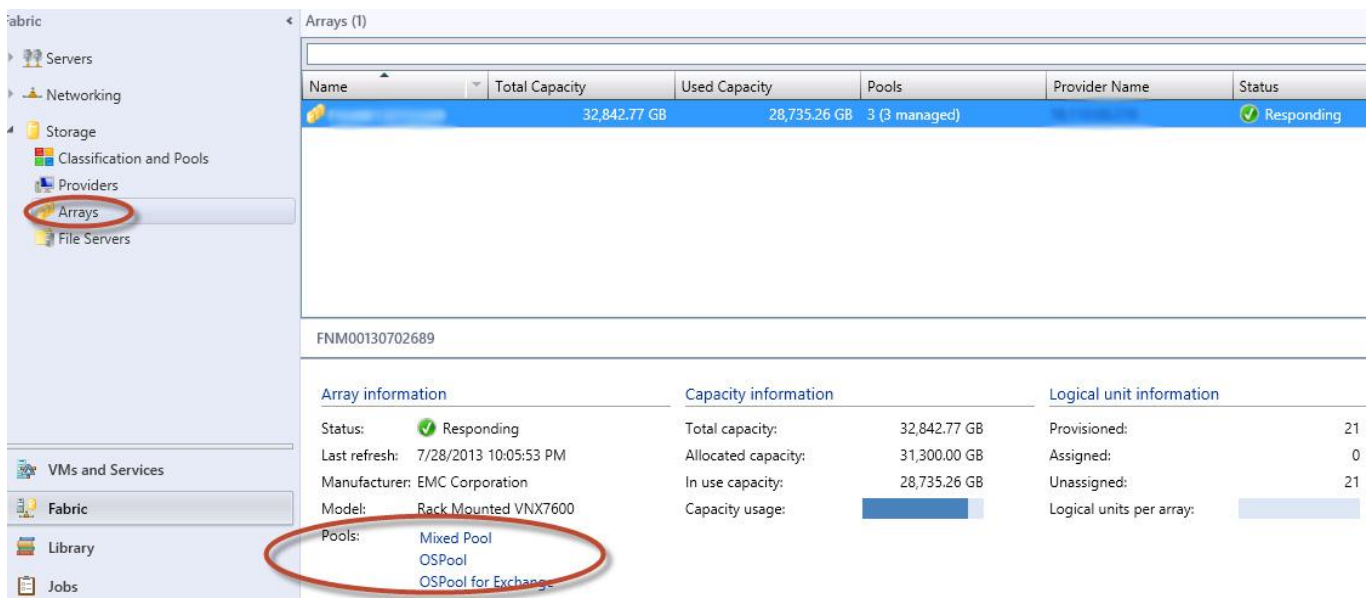 Fabric
Arrays (1)
Servers
Networking
Storage
Classification and Pools
Providers
Arrays
File Servers
Name Total Capacity Used Capacity Pools Provider Name Status
32,842.77 GB 28,735.26 GB 3 (3 managed) Responding
FNM00130702689
Array information
Status: Responding
Last refresh: 7/28/2013 10:05:53 PM
Manufacturer: EMC Corporation
Model: Rack Mounted VNX7600
Pools: Mixed Pool
OSPool
OSPool for Exchange
Capacity information
Total capacity: 32,842.77 GB
Allocated capacity: 31,300.00 GB
In use capacity: 28,735.26 GB
Capacity usage:
Logical unit information
Provisioned: 21
Assigned: 0
Unassigned: 21
Logical units per array:
VMs and Services
Fabric
Library
Jobs